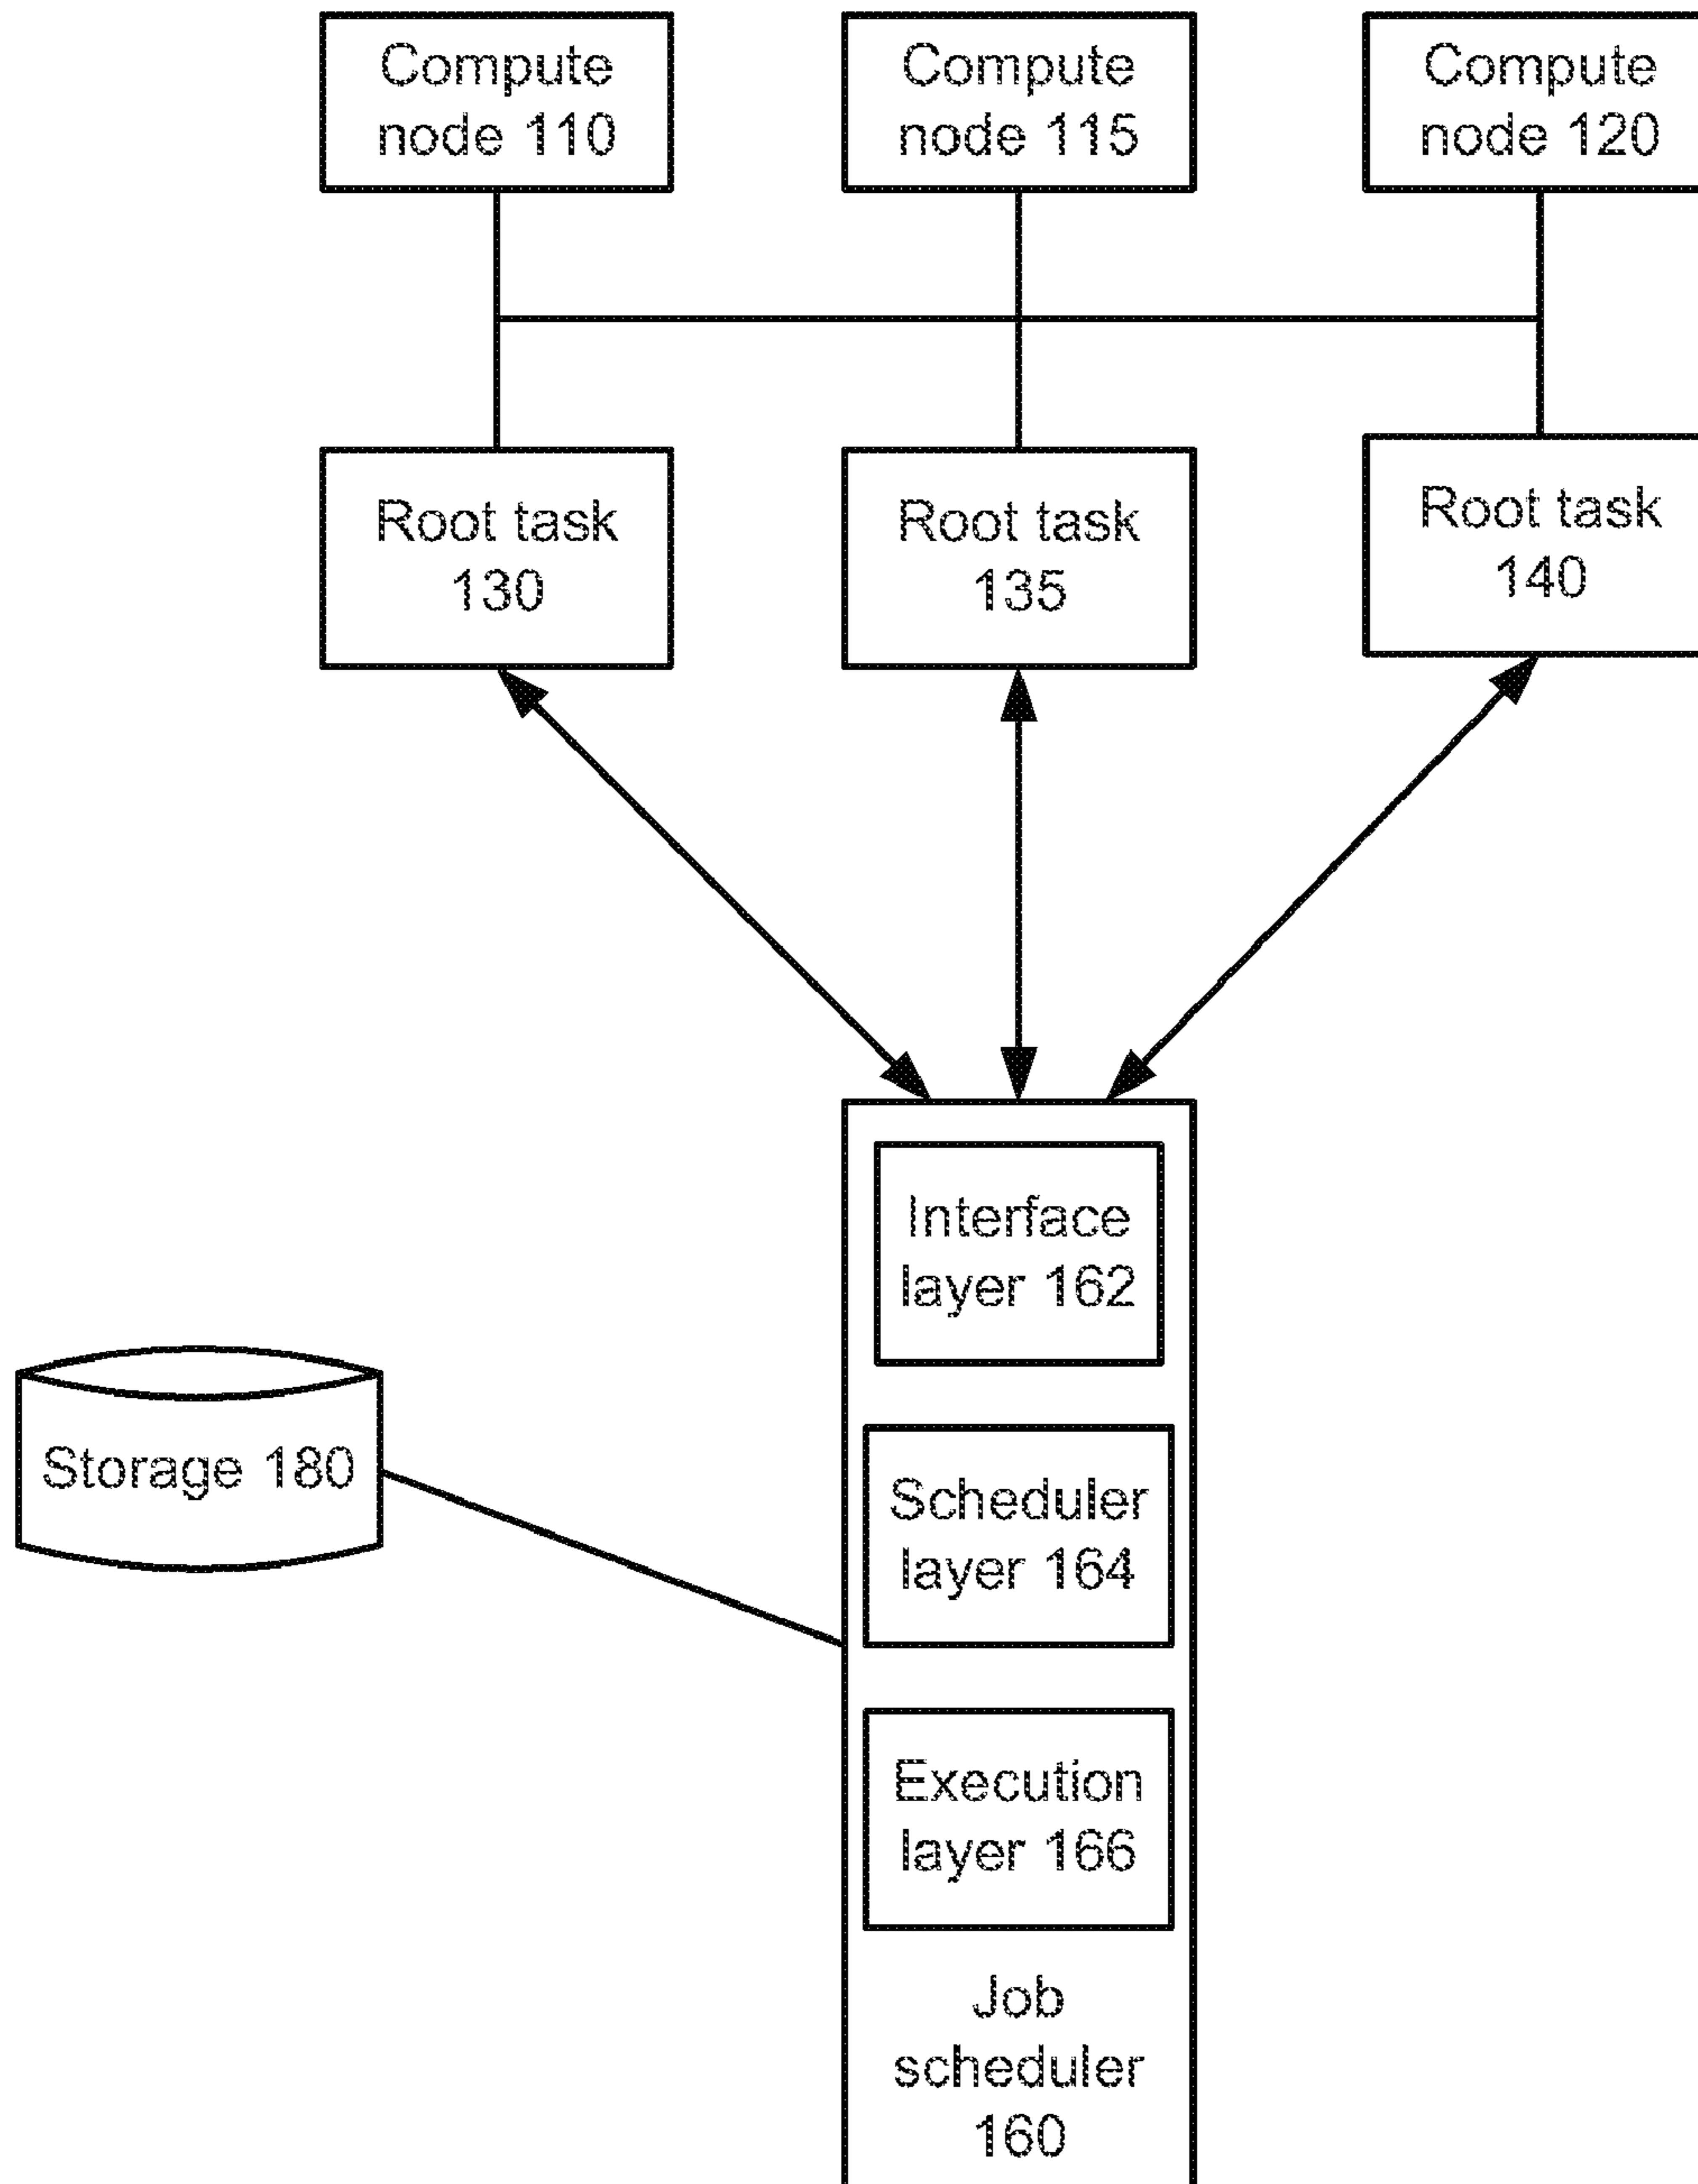 Compute
node 110
Compute
node 115
Compute
node 120
Root task
130
Root task
135
Root task
140
Interface
layer 162
Storage 180
Scheduler
layer 164
Execution
layer 166
Job
scheduler
160